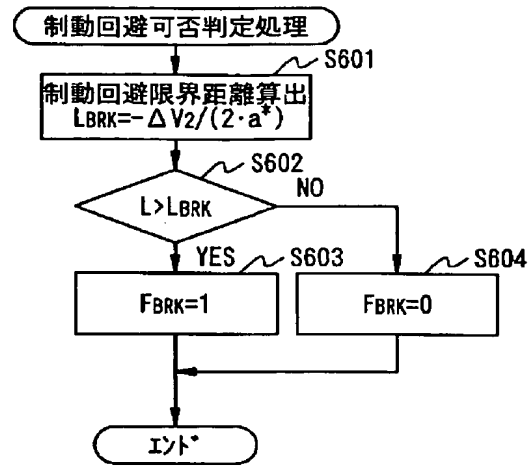 制動回避可否判定処理
S601
制動回避限界距離算出
LBRK=-ΔV2/(2·a*)
S602
L>LBRK
NO
YES
S603
S604
FBRK=1
FBRK=0
エンド